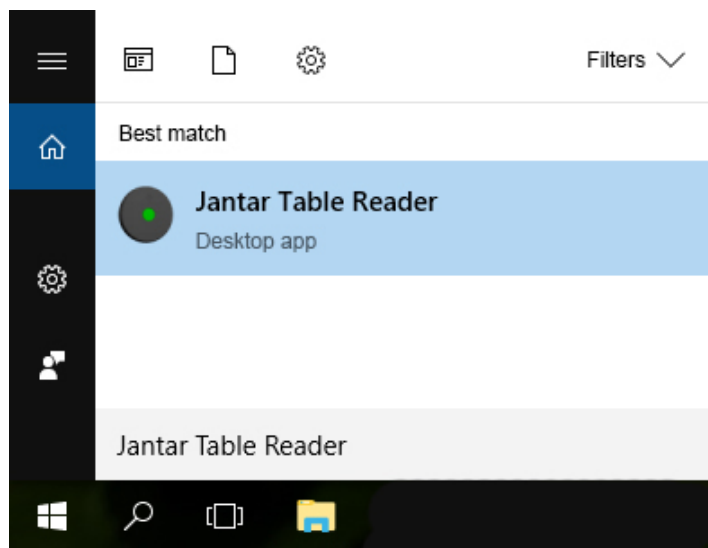 Filters
Best match
Jantar Table Reader
Desktop app
Jantar Table Reader